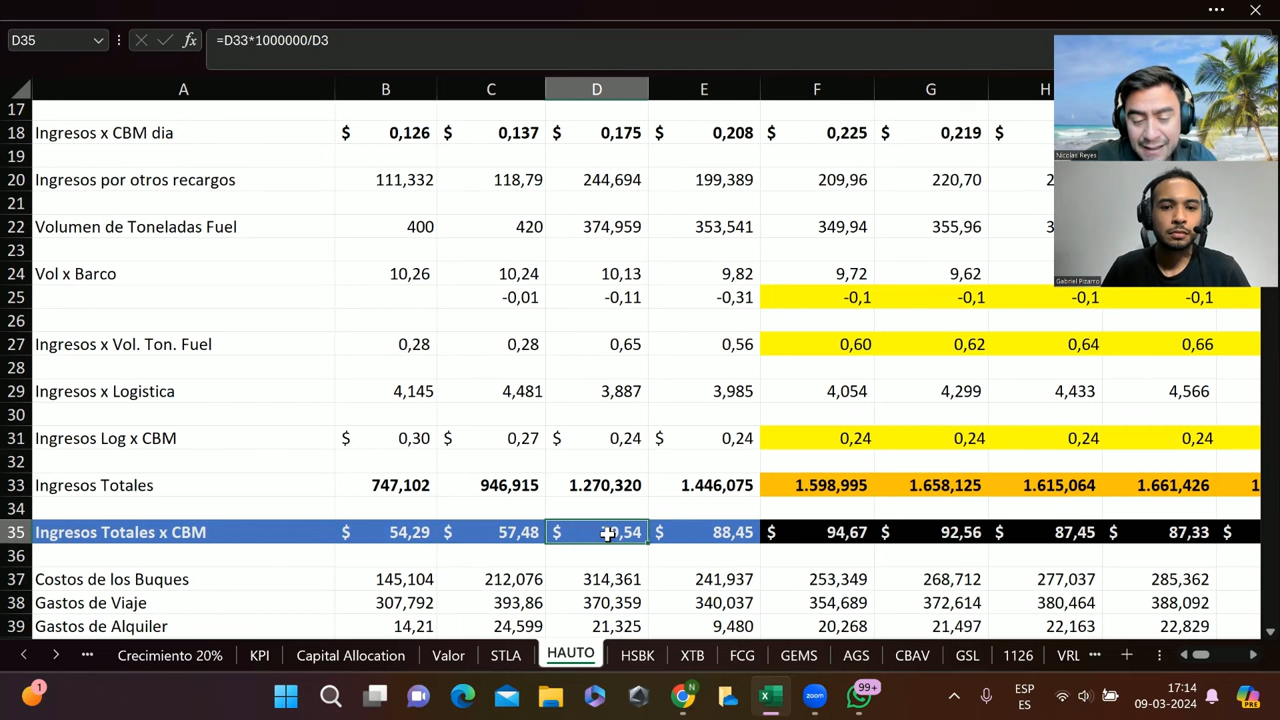 D35 =D33*1000000/D3
A B C D E F G H
17
18 Ingresos x CBM dia $ 0,126 $ 0,137 $ 0,175 $ 0,208 $ 0,225 $ 0,219 $
19
20 Ingresos por otros recargos 111,332 118,79 244,694 199,389 209,96 220,70 2
21
22 Volumen de Toneladas Fuel 400 420 374,959 353,541 349,94 355,96 3
23
24 Vol x Barco 10,26 10,24 10,13 9,82 9,72 9,62
25 -0,01 -0,11 -0,31 -0,1 -0,1 -0,1 -0,1
26
27 Ingresos x Vol. Ton. Fuel 0,28 0,28 0,65 0,56 0,60 0,62 0,64 0,66
28
29 Ingresos x Logistica 4,145 4,481 3,887 3,985 4,054 4,299 4,433 4,566
30
31 Ingresos Log x CBM $ 0,30 $ 0,27 $ 0,24 $ 0,24 0,24 0,24 0,24 0,24
32
33 Ingresos Totales 747,102 946,915 1.270,320 1.446,075 1.598,995 1.658,125 1.615,064 1.661,426 1
34
35 Ingresos Totales x CBM $ 54,29 $ 57,48 $ ,54 $ 88,45 $ 94,67 $ 92,56 $ 87,45 $ 87,33 $
36
37 Costos de los Buques 145,104 212,076 314,361 241,937 253,349 268,712 277,037 285,362
38 Gastos de Viaje 307,792 393,86 370,359 340,037 354,689 372,614 380,464 388,092
39 Gastos de Alquiler 14,21 24,599 21,325 9,480 20,268 21,497 22,163 22,829
Nicolas Reyes
Gabriel Pizarro
Crecimiento 20% KPI Capital Allocation Valor STLA HAUTO HSBK XTB FCG GEMS AGS CBAV GSL 1126 VRL
1
99+
ESP
ES
17:14
09-03-2024
PRE